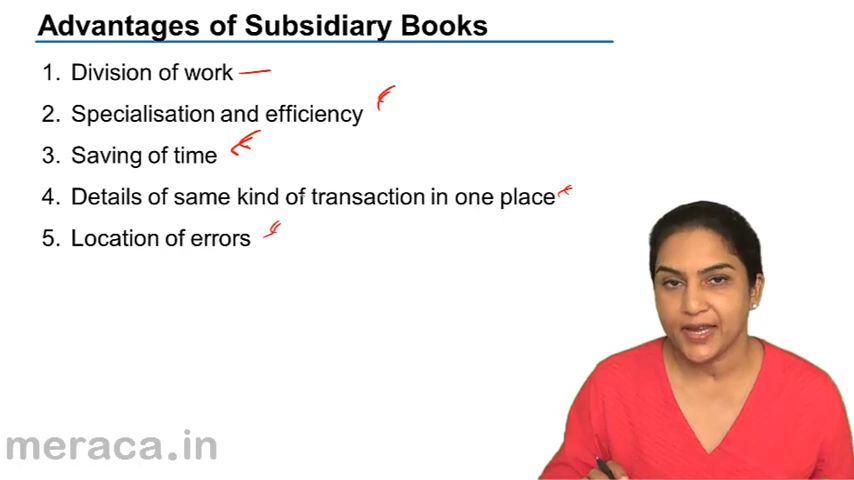 Advantages of Subsidiary Books
1. Division of work
2. Specialisation and efficiency
3. Saving of time
4. Details of same kind of transaction in one place
5. Location of errors
meraca.in